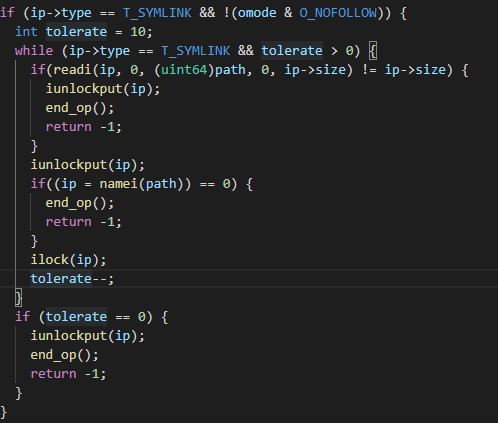 if (ip->type == T_SYMLINK && !(omode & O_NOFOLLOW)) {
int tolerate = 10;
while (ip->type == T_SYMLINK && tolerate > 0) {
if(readi(ip, 0, (uint64)path, 0, ip->size) != ip->size) {
iunlockput(ip);
end_op();
return -1;
}
iunlockput(ip);
if((ip = namei(path)) == 0) {
end_op();
return -1;
}
ilock(ip);
tolerate--;
}
if (tolerate == 0) {
iunlockput(ip);
end_op();
return -1;
}
}